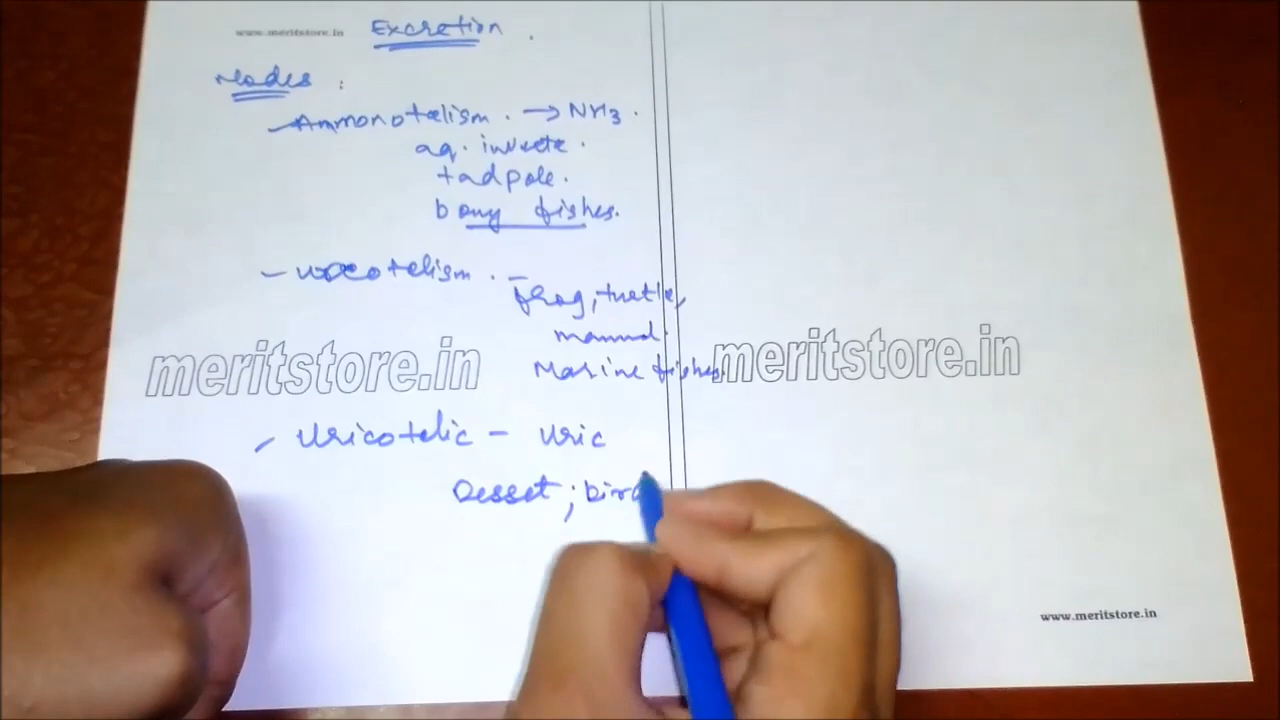 www.meritstore.in Excretion .
Modes :
- Ammonotelism . → NH3 .
aq. inverte .
tadpole.
bony fishes.
- ureotelism . -
frog, turtle,
mammal.
Marine fishes.
meritstore.in meritstore.in
- Uricotelic - uric
Desset ; bird
www.meritstore.in